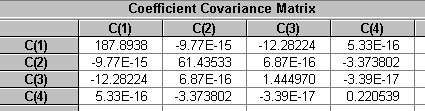 Coefficient Covariance Matrix
C(1) C(2) C(3) C(4)
C(1) 187.8938 -9.77E-15 -12.28224 5.33E-16
C(2) -9.77E-15 61.43533 6.87E-16 -3.373802
C(3) -12.28224 6.87E-16 1.444970 -3.39E-17
C(4) 5.33E-16 -3.373802 -3.39E-17 0.220539